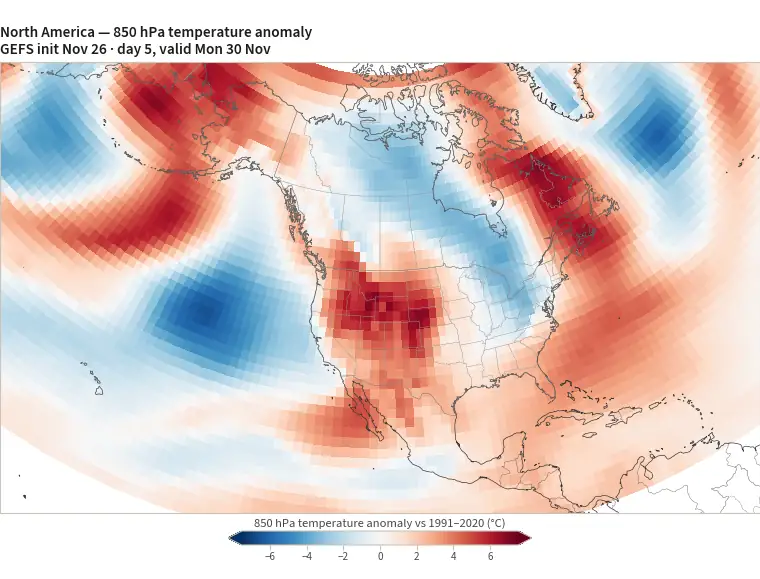 North America — 850 hPa temperature anomaly
GEFS init Nov 26 · day 5, valid Mon 30 Nov
850 hPa temperature anomaly vs 1991–2020 (°C)
−6 −4 −2 0 2 4 6